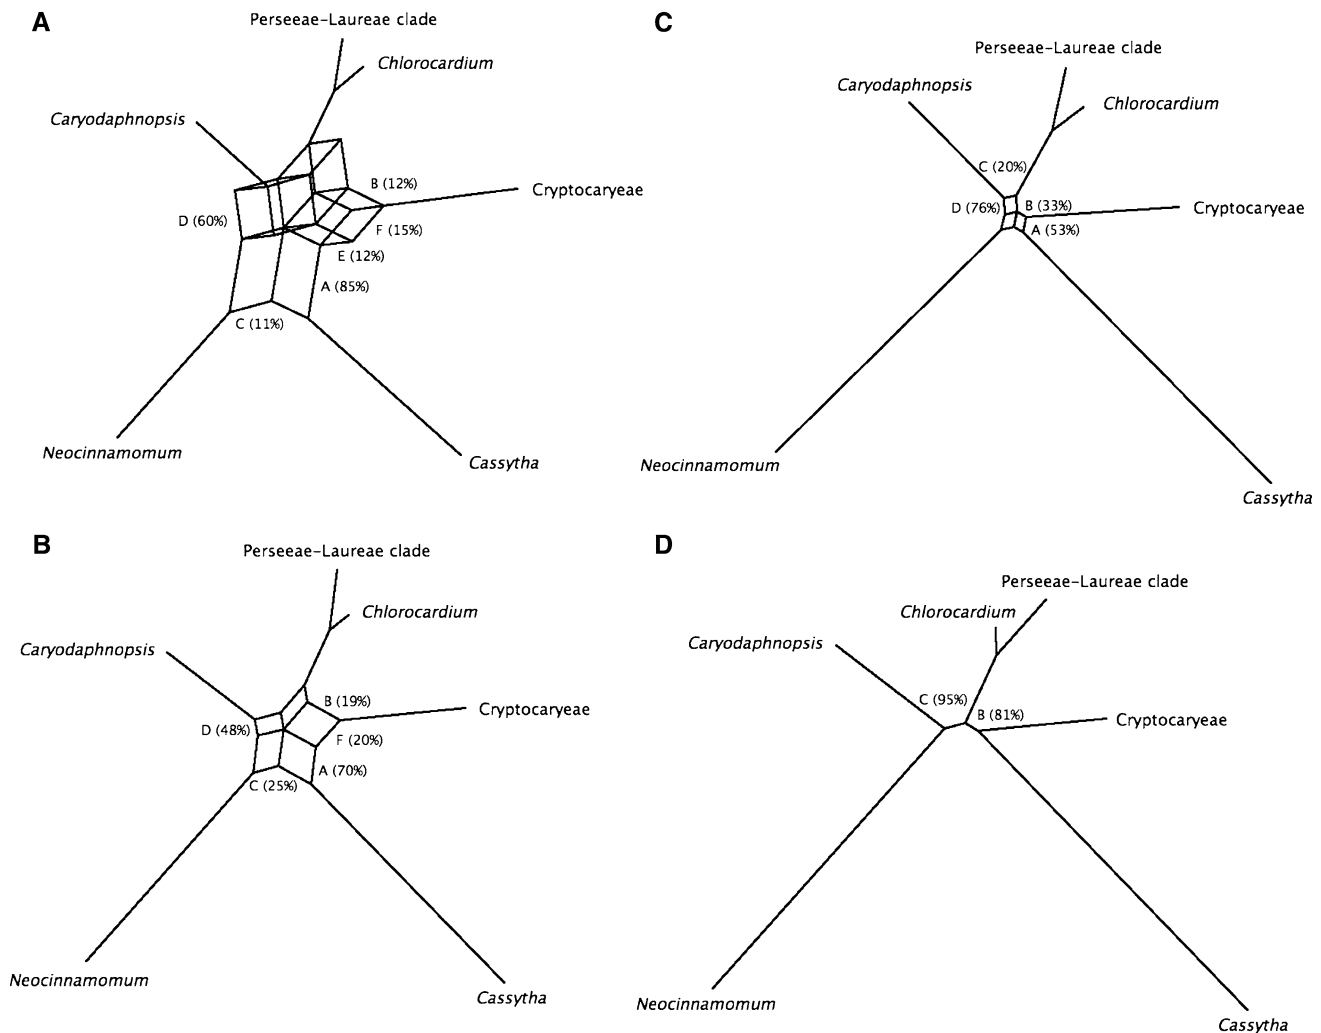 A
Perseeae-Laureae clade
Chlorocardium
Caryodaphnopsis
B (12%)
Cryptocaryeae
D (60%)
F (15%)
E (12%)
A (85%)
C (11%)
Neocinnamomum
Cassytha
C
Perseeae-Laureae clade
Caryodaphnopsis
Chlorocardium
C (20%)
D (76%)
B (33%)
Cryptocaryeae
A (53%)
Neocinnamomum
Cassytha
B
Perseeae-Laureae clade
Chlorocardium
Caryodaphnopsis
B (19%)
Cryptocaryeae
D (48%)
F (20%)
A (70%)
C (25%)
Neocinnamomum
Cassytha
D
Perseeae-Laureae clade
Chlorocardium
Caryodaphnopsis
C (95%)
B (81%)
Cryptocaryeae
Neocinnamomum
Cassytha